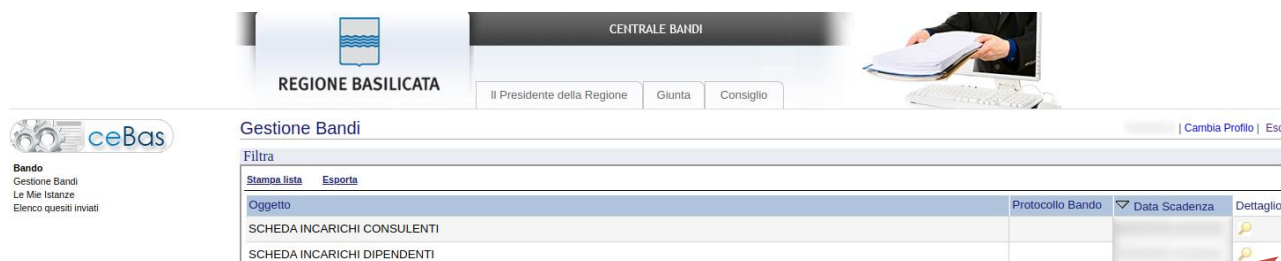 CENTRALE BANDI
REGIONE BASILICATA
Il Presidente della Regione Giunta Consiglio
ceBas
Gestione Bandi
| Cambia Profilo |
Filtra
Bando
Gestione Bandi
Le Mie Istanze
Elenco quesiti inviati
Stampa lista Esporta
Oggetto Protocollo Bando Data Scadenza Dettaglio
SCHEDA INCARICHI CONSULENTI
SCHEDA INCARICHI DIPENDENTI